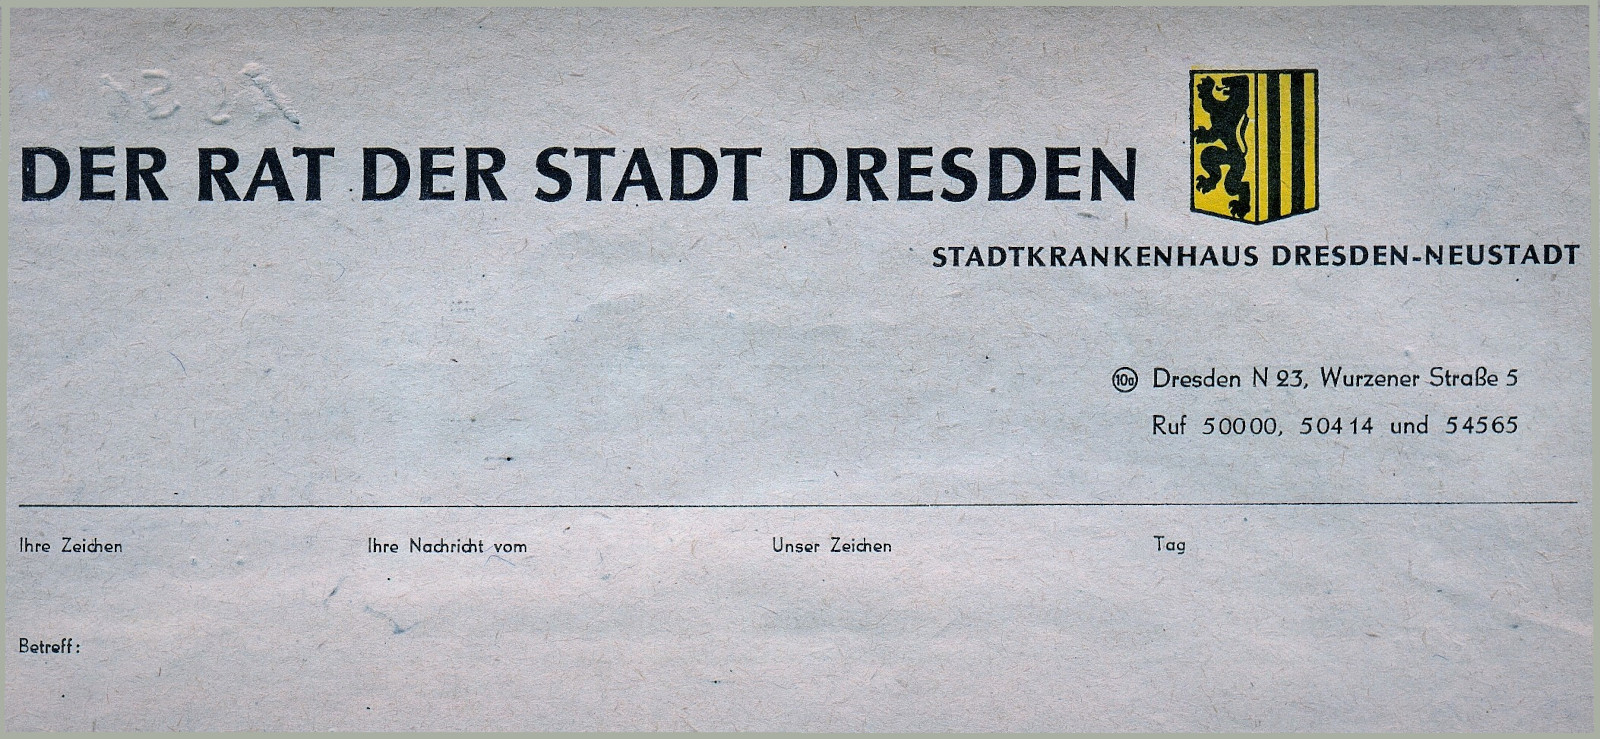 DER RAT DER STADT DRESDEN
STADTKRANKENHAUS DRESDEN-NEUSTADT
10a Dresden N 23, Wurzener Straße 5
Ruf 50000, 50414 und 54565
Ihre Zeichen Ihre Nachricht vom Unser Zeichen Tag
Betreff: